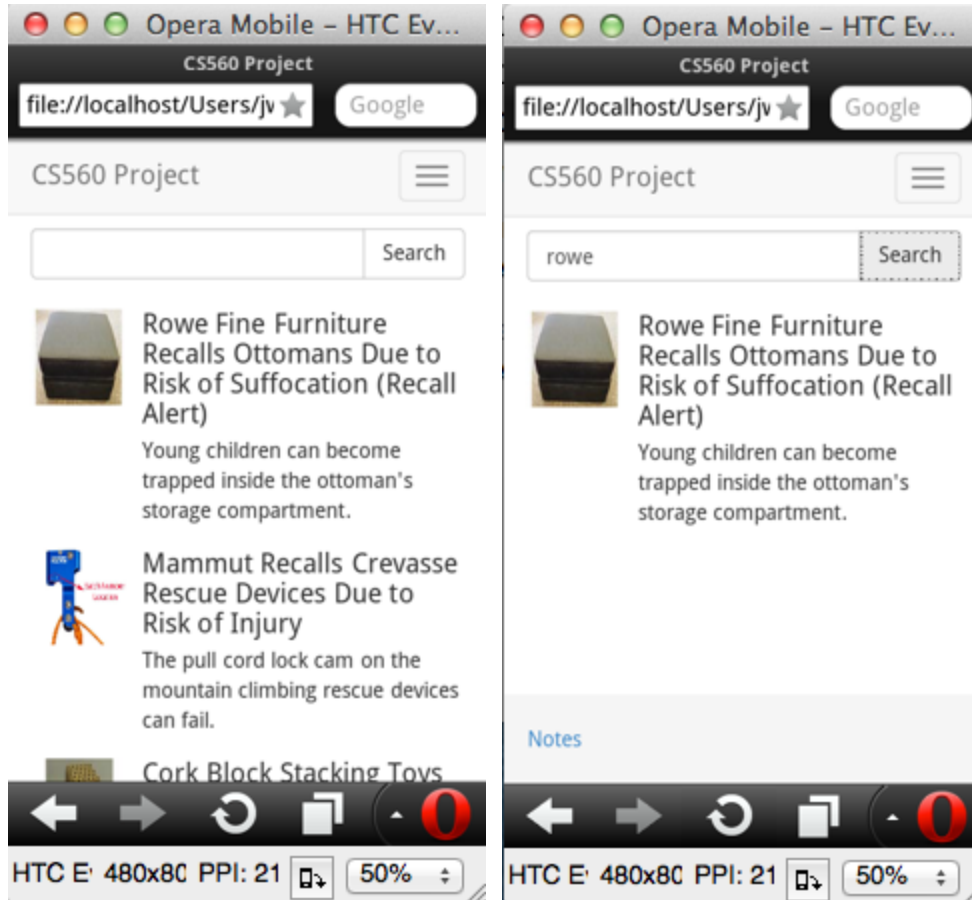 Opera Mobile – HTC Ev...
CS560 Project
file://localhost/Users/jv
Google
CS560 Project
Search
Rowe Fine Furniture
Recalls Ottomans Due to
Risk of Suffocation (Recall
Alert)
Young children can become
trapped inside the ottoman's
storage compartment.
Mammut Recalls Crevasse
Rescue Devices Due to
Risk of Injury
The pull cord lock cam on the
mountain climbing rescue devices
can fail.
Cork Block Stacking Toys
HTC E 480x80 PPI: 21 50%
Opera Mobile – HTC Ev...
CS560 Project
file://localhost/Users/jv
Google
CS560 Project
rowe
Search
Rowe Fine Furniture
Recalls Ottomans Due to
Risk of Suffocation (Recall
Alert)
Young children can become
trapped inside the ottoman's
storage compartment.
Notes
HTC E 480x80 PPI: 21 50%